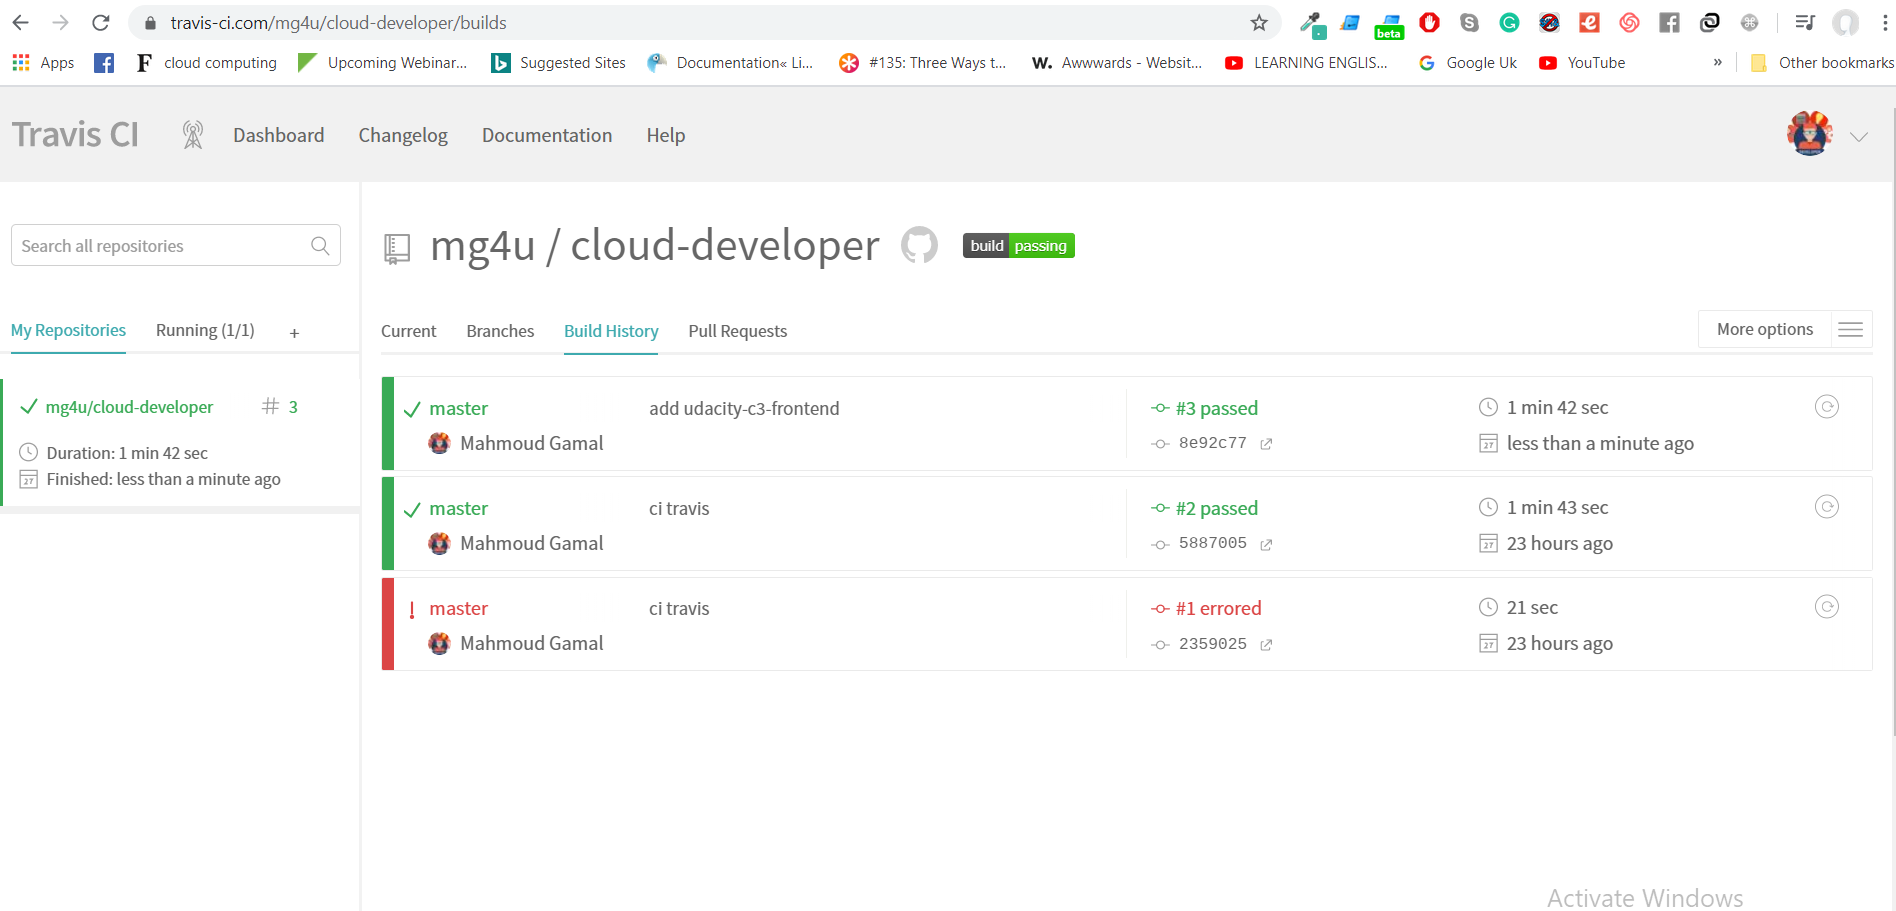 travis-ci.com/mg4u/cloud-developer/builds
beta
Apps
cloud computing
Upcoming Webinar...
Suggested Sites
Documentation« Li...
#135: Three Ways t...
W. Awwwards - Websit...
LEARNING ENGLIS...
Google Uk
YouTube
»
Other bookmarks
Travis CI
Dashboard
Changelog
Documentation
Help
Search all repositories
mg4u / cloud-developer
build passing
My Repositories
Running (1/1)
+
Current
Branches
Build History
Pull Requests
More options
mg4u/cloud-developer
# 3
Duration: 1 min 42 sec
Finished: less than a minute ago
master
add udacity-c3-frontend
#3 passed
1 min 42 sec
Mahmoud Gamal
8e92c77
less than a minute ago
master
ci travis
#2 passed
1 min 43 sec
Mahmoud Gamal
5887005
23 hours ago
! master
ci travis
#1 errored
21 sec
Mahmoud Gamal
2359025
23 hours ago
Activate Windows